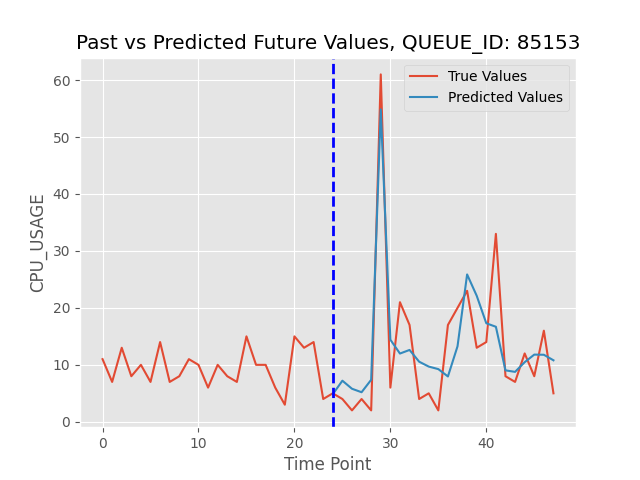 Past vs Predicted Future Values, QUEUE_ID: 85153
True Values
Predicted Values
CPU_USAGE
60
50
40
30
20
10
0
0 10 20 30 40
Time Point